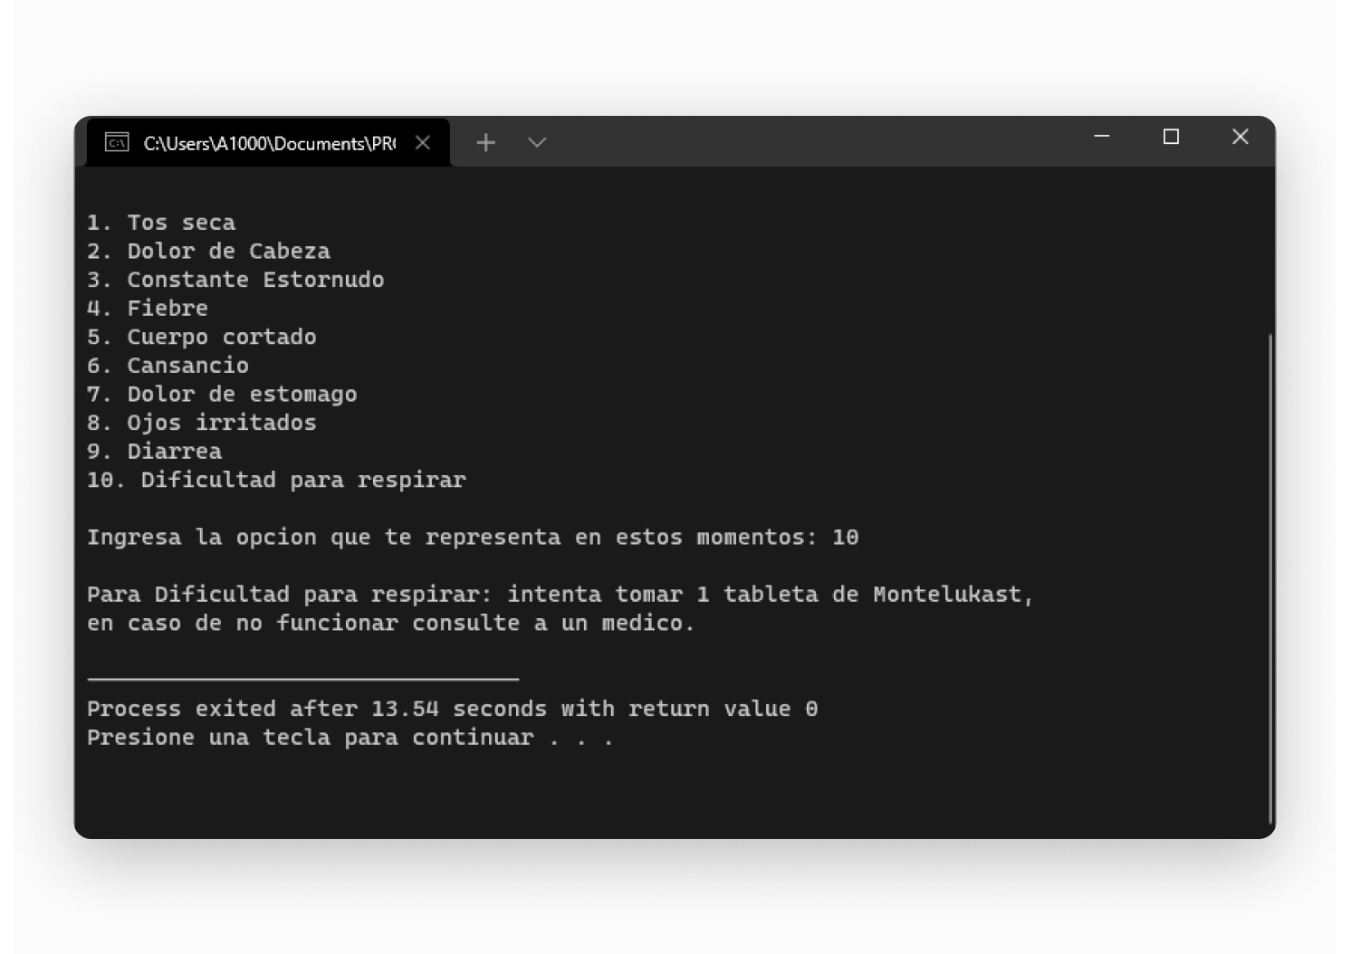 C:\Users\A1000\Documents\PR
1. Tos seca
2. Dolor de Cabeza
3. Constante Estornudo
4. Fiebre
5. Cuerpo cortado
6. Cansancio
7. Dolor de estomago
8. Ojos irritados
9. Diarrea
10. Dificultad para respirar
Ingresa la opcion que te representa en estos momentos: 10
Para Dificultad para respirar: intenta tomar 1 tableta de Montelukast,
en caso de no funcionar consulte a un medico.
Process exited after 13.54 seconds with return value 0
Presione una tecla para continuar . . .